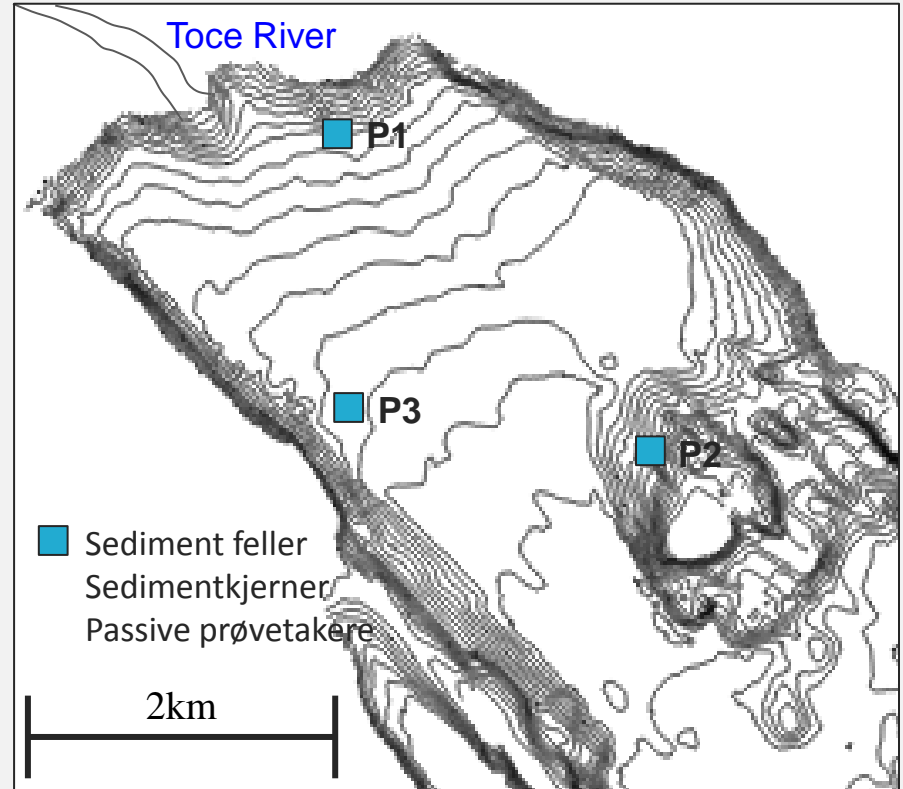 Toce River
P1
P3
P2
Sediment feller
Sedimentkjerner
Passive prøvetakere
2km